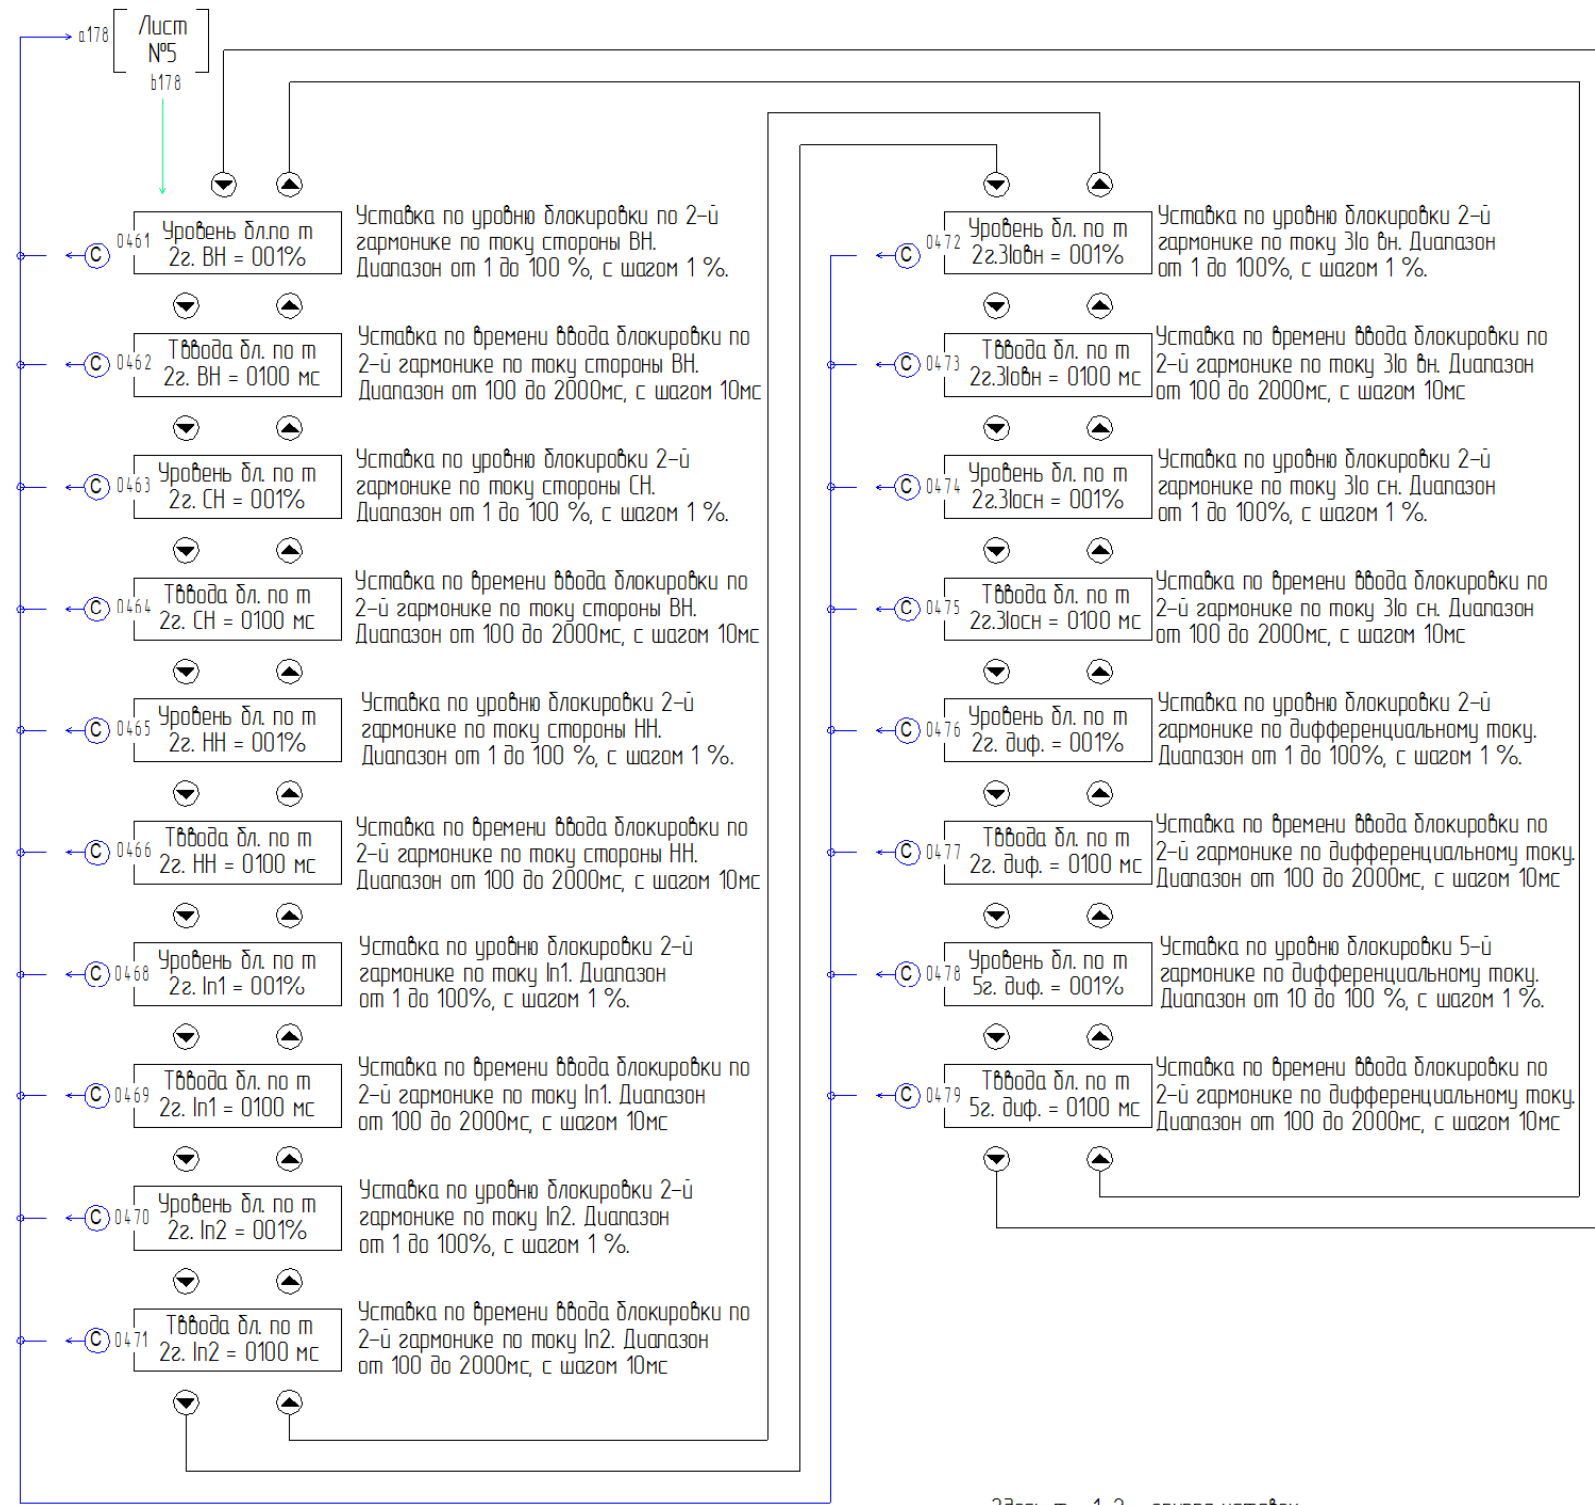 a178
Лист
№5
b178
0461
Уровень бл.по m
2г. ВН = 001%
Уставка по уровню блокировки по 2-й
гармонике по току стороны ВН.
Диапазон от 1 до 100 %, с шагом 1 %.
С
0462
Tввода бл. по m
2г. ВН = 0100 мс
Уставка по времени ввода блокировки по
2-й гармонике по току стороны ВН.
Диапазон от 100 до 2000мс, с шагом 10мс
С
0463
Уровень бл. по m
2г. СН = 001%
Уставка по уровню блокировки 2-й
гармонике по току стороны СН.
Диапазон от 1 до 100 %, с шагом 1 %.
С
0464
Tввода бл. по m
2г. СН = 0100 мс
Уставка по времени ввода блокировки по
2-й гармонике по току стороны ВН.
Диапазон от 100 до 2000мс, с шагом 10мс
С
0465
Уровень бл. по m
2г. НН = 001%
Уставка по уровню блокировки 2-й
гармонике по току стороны НН.
Диапазон от 1 до 100 %, с шагом 1 %.
С
0466
Tввода бл. по m
2г. НН = 0100 мс
Уставка по времени ввода блокировки по
2-й гармонике по току стороны НН.
Диапазон от 100 до 2000мс, с шагом 10мс
С
0468
Уровень бл. по m
2г. In1 = 001%
Уставка по уровню блокировки 2-й
гармонике по току In1. Диапазон
от 1 до 100%, с шагом 1 %.
С
0469
Tввода бл. по m
2г. In1 = 0100 мс
Уставка по времени ввода блокировки по
2-й гармонике по току In1. Диапазон
от 100 до 2000мс, с шагом 10мс
С
0470
Уровень бл. по m
2г. In2 = 001%
Уставка по уровню блокировки 2-й
гармонике по току In2. Диапазон
от 1 до 100%, с шагом 1 %.
С
0471
Tввода бл. по m
2г. In2 = 0100 мс
Уставка по времени ввода блокировки по
2-й гармонике по току In2. Диапазон
от 100 до 2000мс, с шагом 10мс
С
0472
Уровень бл. по m
2г.3Iовн = 001%
Уставка по уровню блокировки 2-й
гармонике по току 3Iо вн. Диапазон
от 1 до 100%, с шагом 1 %.
С
0473
Tввода бл. по m
2г.3Iовн = 0100 мс
Уставка по времени ввода блокировки по
2-й гармонике по току 3Iо вн. Диапазон
от 100 до 2000мс, с шагом 10мс
С
0474
Уровень бл. по m
2г.3Iосн = 001%
Уставка по уровню блокировки 2-й
гармонике по току 3Iо сн. Диапазон
от 1 до 100%, с шагом 1 %.
С
0475
Tввода бл. по m
2г.3Iосн = 0100 мс
Уставка по времени ввода блокировки по
2-й гармонике по току 3Iо сн. Диапазон
от 100 до 2000мс, с шагом 10мс
С
0476
Уровень бл. по m
2г. диф. = 001%
Уставка по уровню блокировки 2-й
гармонике по дифференциальному току.
Диапазон от 1 до 100%, с шагом 1 %.
С
0477
Tввода бл. по m
2г. диф. = 0100 мс
Уставка по времени ввода блокировки по
2-й гармонике по дифференциальному току.
Диапазон от 100 до 2000мс, с шагом 10мс
С
0478
Уровень бл. по m
5г. диф. = 001%
Уставка по уровню блокировки 5-й
гармонике по дифференциальному току.
Диапазон от 10 до 100 %, с шагом 1 %.
С
0479
Tввода бл. по m
5г. диф. = 0100 мс
Уставка по времени ввода блокировки по
2-й гармонике по дифференциальному току.
Диапазон от 100 до 2000мс, с шагом 10мс
С